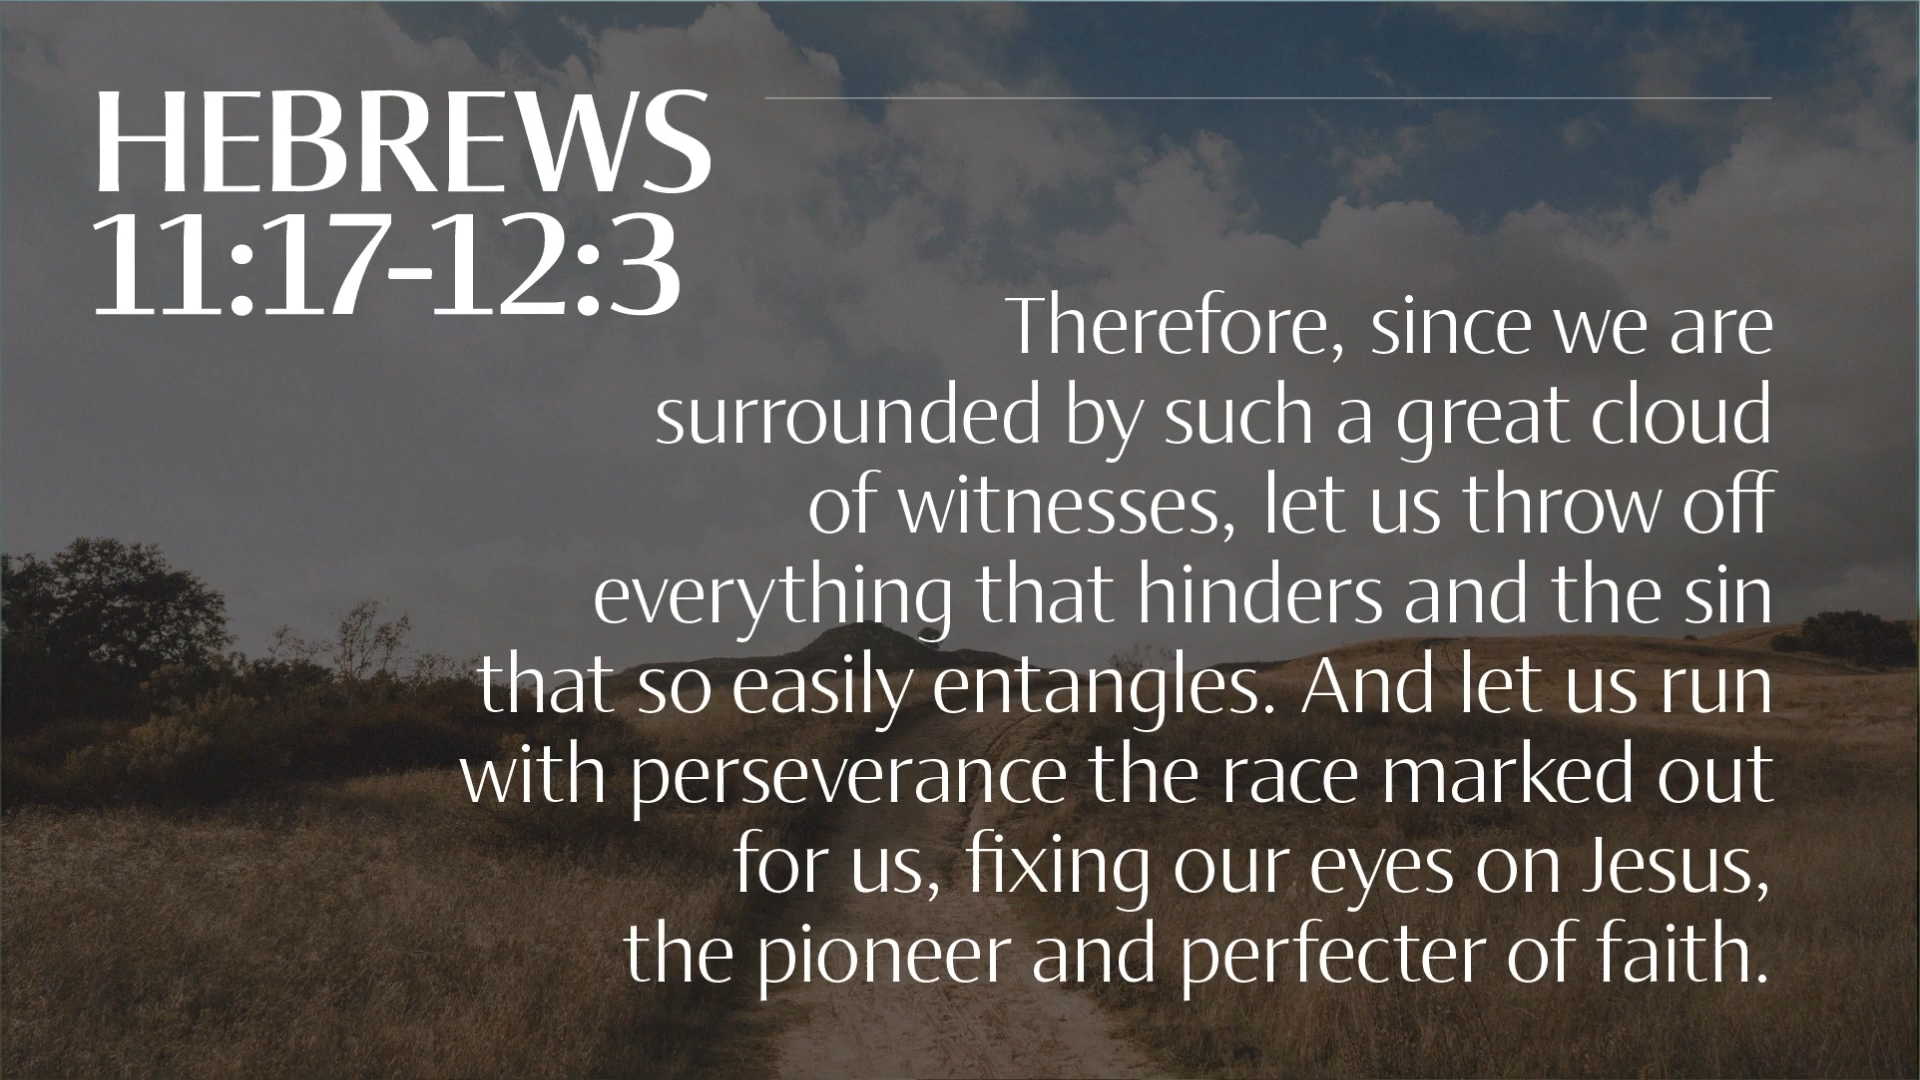 HEBREWS
11:17-12:3
Therefore, since we are
surrounded by such a great cloud
of witnesses, let us throw off
everything that hinders and the sin
that so easily entangles. And let us run
with perseverance the race marked out
for us, fixing our eyes on Jesus,
the pioneer and perfecter of faith.